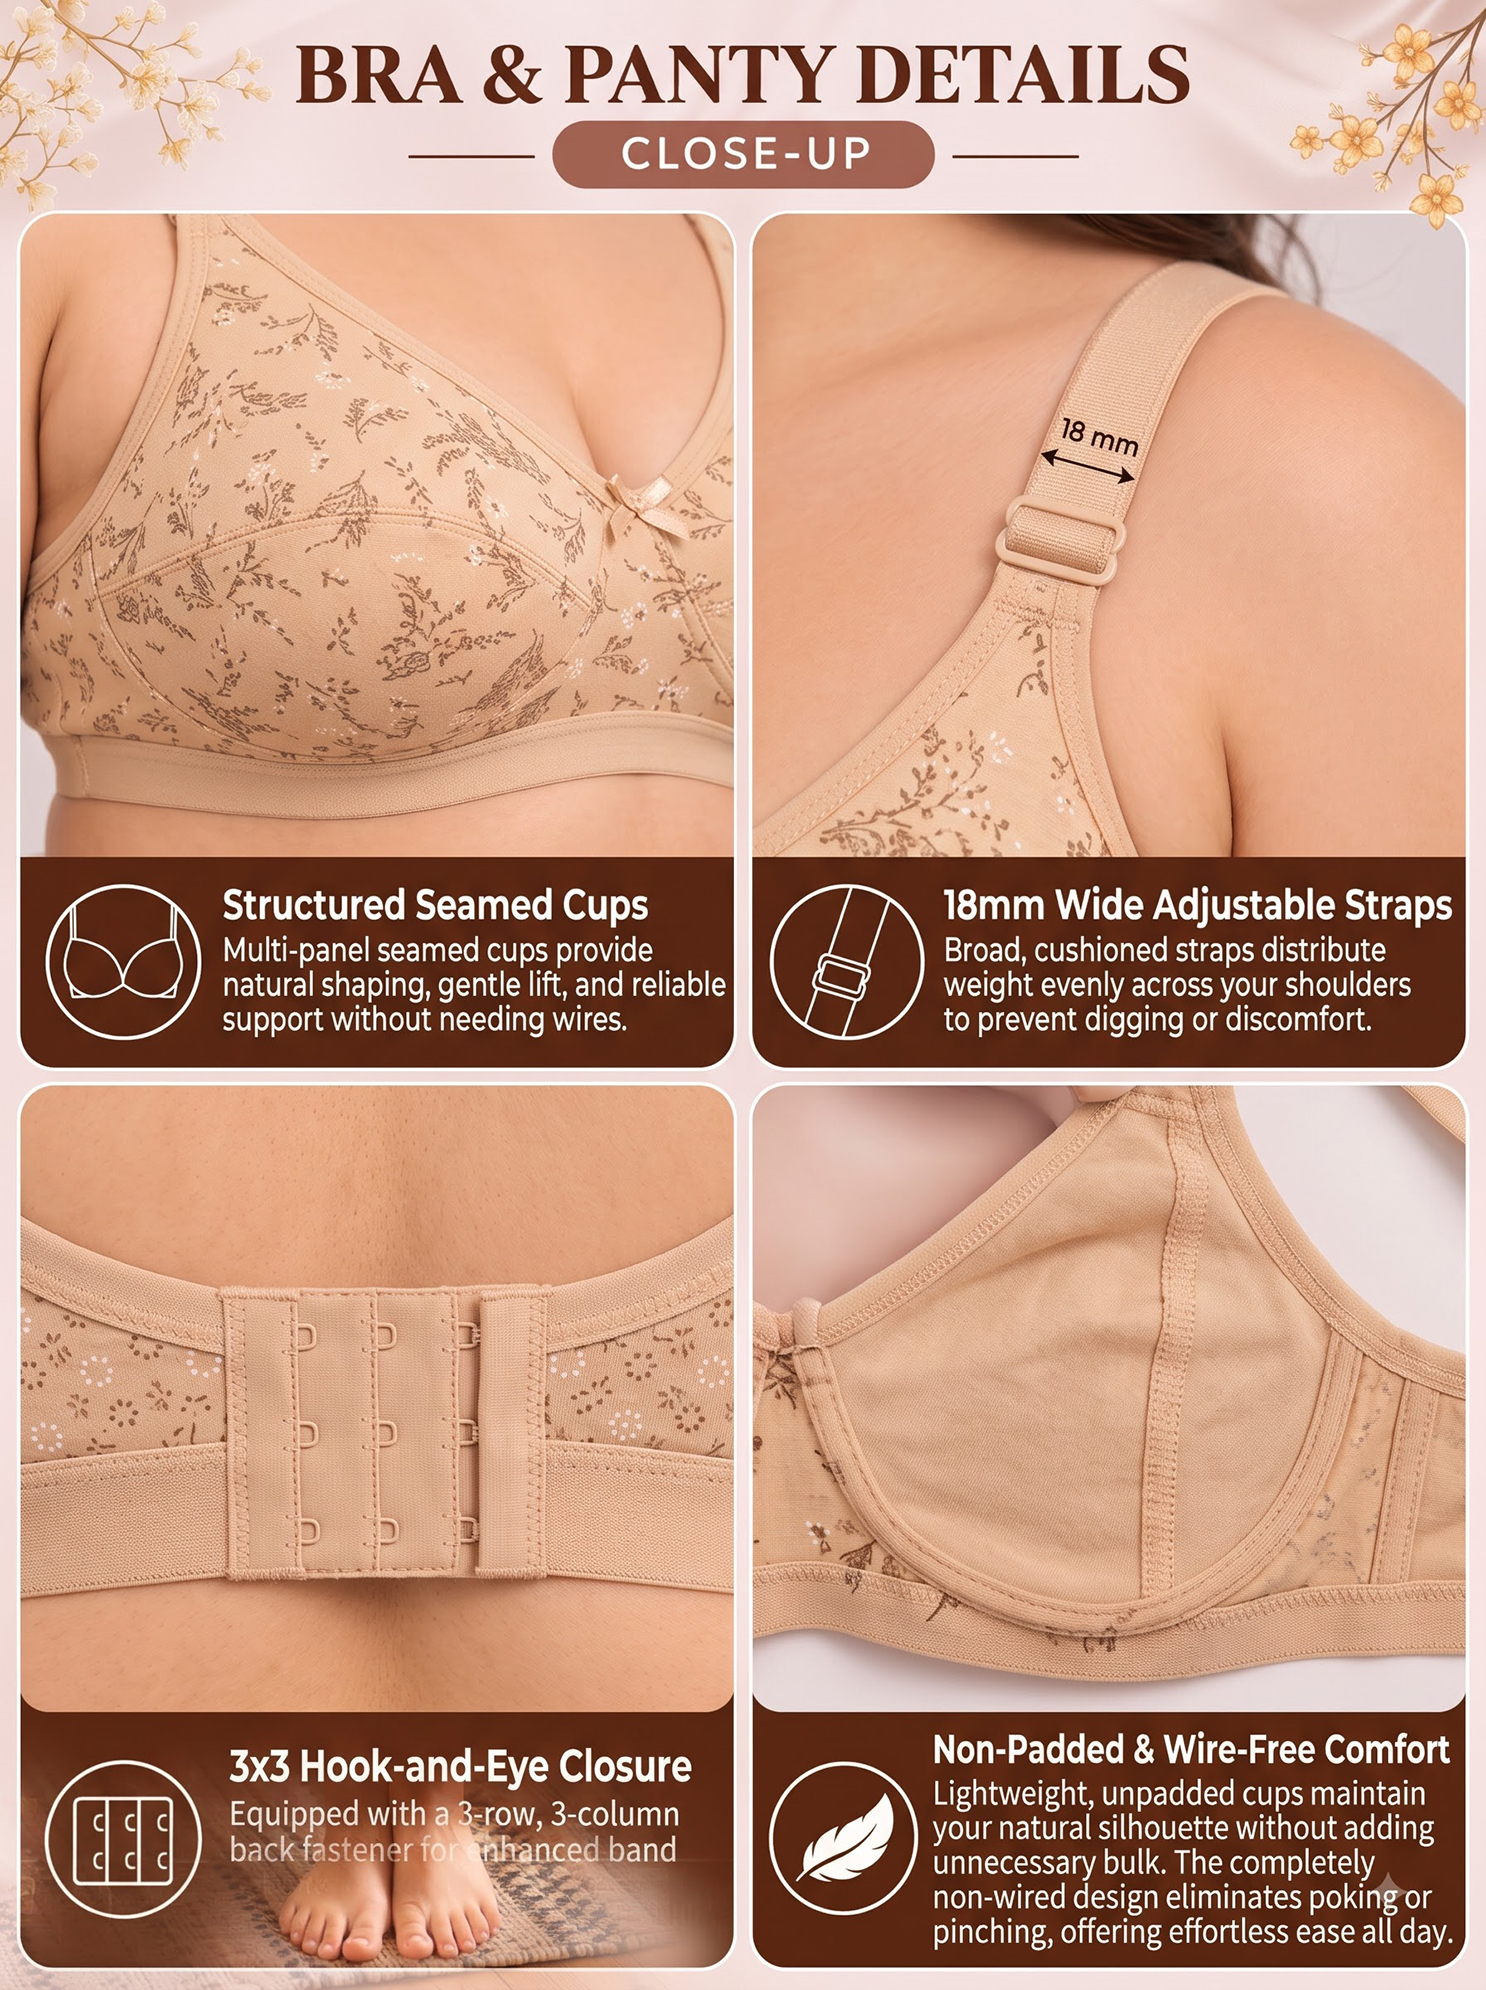 BRA & PANTY DETAILS
CLOSE-UP
18 mm
Structured Seamed Cups
Multi-panel seamed cups provide
natural shaping, gentle lift, and reliable
support without needing wires.
18mm Wide Adjustable Straps
Broad, cushioned straps distribute
weight evenly across your shoulders
to prevent digging or discomfort.
3x3 Hook-and-Eye Closure
Equipped with a 3-row, 3-column
back fastener for enhanced band
Non-Padded & Wire-Free Comfort
Lightweight, unpadded cups maintain
your natural silhouette without adding
unnecessary bulk. The completely
non-wired design eliminates poking or
pinching, offering effortless ease all day.